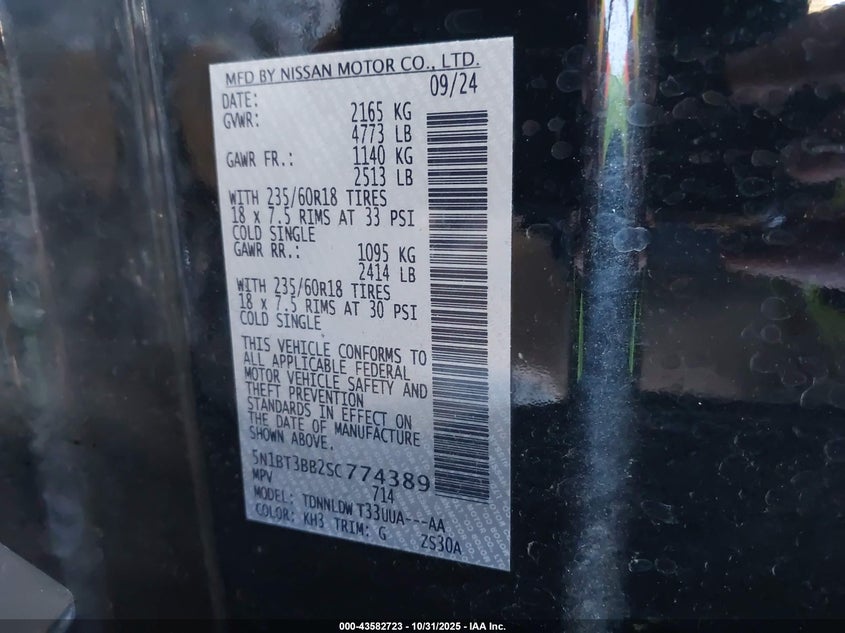 MFD BY NISSAN MOTOR CO., LTD.
DATE: 09/24
GVWR: 2165 KG
4773 LB
GAWR FR.: 1140 KG
2513 LB
WITH 235/60R18 TIRES
18 x 7.5 RIMS AT 33 PSI
COLD SINGLE
GAWR RR.: 1095 KG
2414 LB
WITH 235/60R18 TIRES
18 x 7.5 RIMS AT 30 PSI
COLD SINGLE
THIS VEHICLE CONFORMS TO
ALL APPLICABLE FEDERAL
MOTOR VEHICLE SAFETY AND
THEFT PREVENTION
STANDARDS IN EFFECT ON
THE DATE OF MANUFACTURE
SHOWN ABOVE.
5N1BT3BB2SC774389
MPV 714
MODEL: TDNNLDW T33UUA---AA
COLOR: KH3 TRIM: G 2S30A
000-43582723 - 10/31/2025 - IAA Inc.